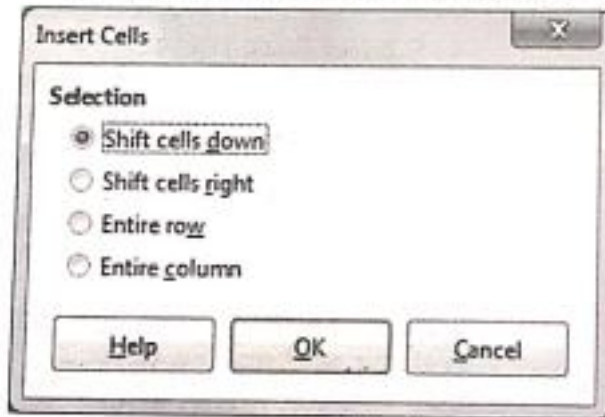 Insert Cells
Selection
Shift cells down
Shift cells right
Entire row
Entire column
Help OK Cancel